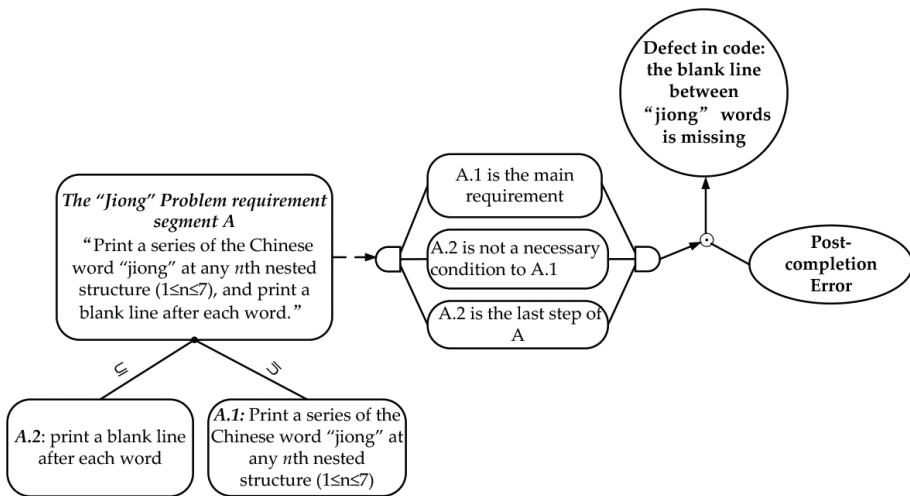 Defect in code:
the blank line
between
“jiong” words
is missing
The “Jiong” Problem requirement
segment A
“Print a series of the Chinese
word “jiong” at any nth nested
structure (1≤n≤7), and print a
blank line after each word.”
A.1 is the main
requirement
A.2 is not a necessary
condition to A.1
A.2 is the last step of
A
Post-
completion
Error
⊆
⊆
A.2: print a blank line
after each word
A.1: Print a series of the
Chinese word “jiong” at
any nth nested
structure (1≤n≤7)